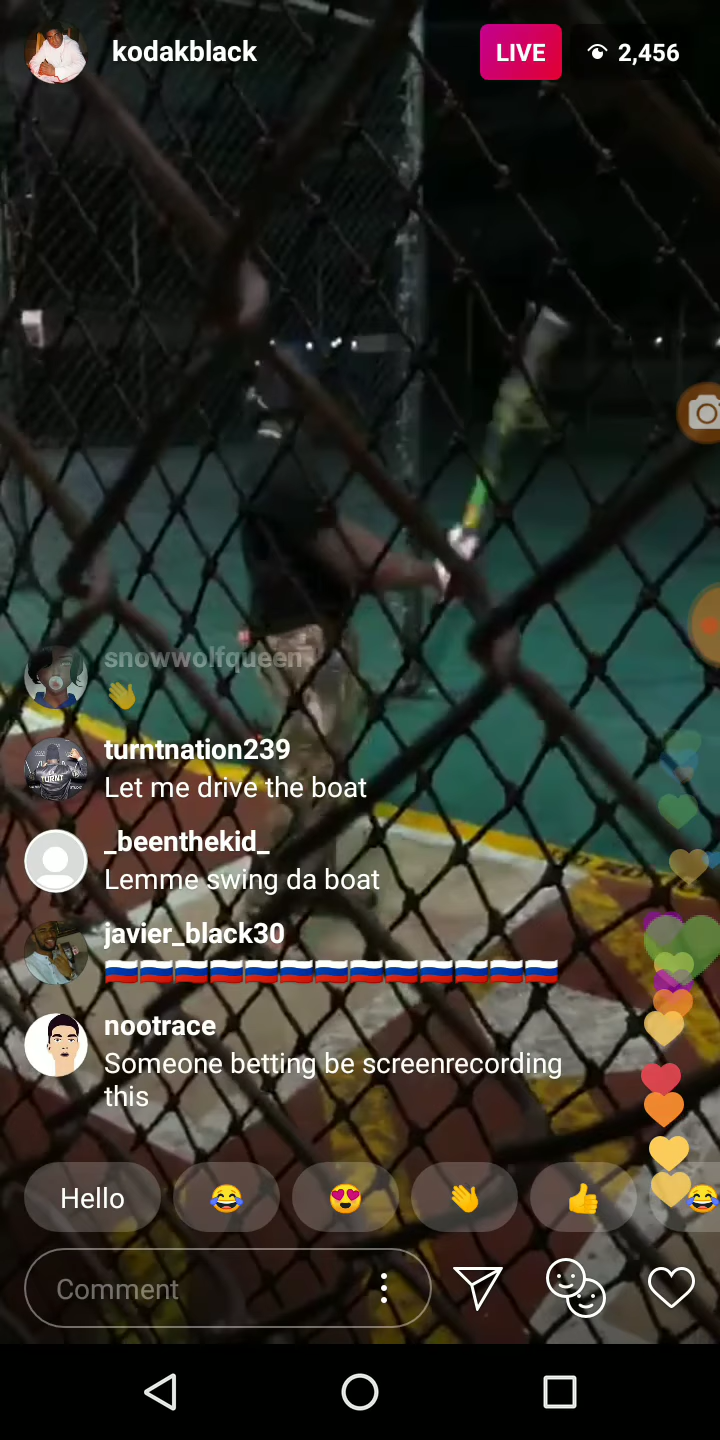 kodakblack LIVE 2,456
snowwolfqueen
👋
turntnation239
Let me drive the boat
_beenthekid_
Lemme swing da boat
javier_black30
🇷🇺🇷🇺🇷🇺🇷🇺🇷🇺🇷🇺🇷🇺🇷🇺🇷🇺🇷🇺🇷🇺🇷🇺🇷🇺
nootrace
Someone betting be screenrecording
this
Hello 😂 😍 👋 👍 😂
Comment